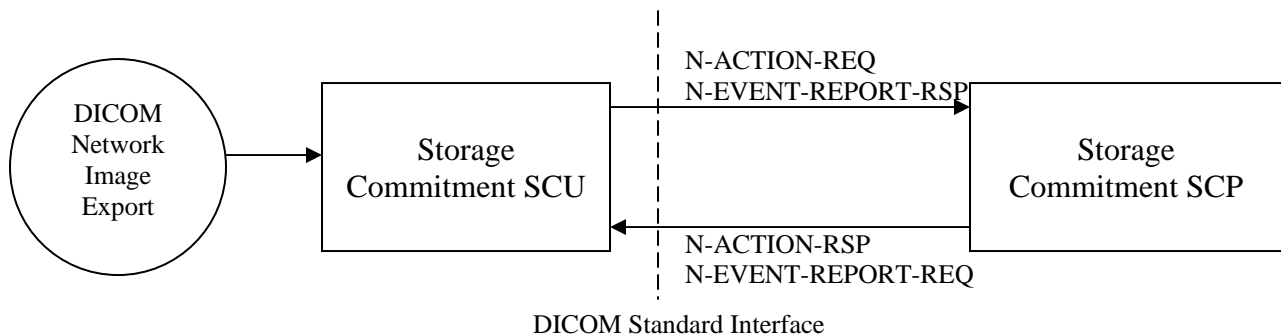 DICOM
Network
Image
Export
Storage
Commitment SCU
N-ACTION-REQ
N-EVENT-REPORT-RSP
N-ACTION-RSP
N-EVENT-REPORT-REQ
Storage
Commitment SCP
DICOM Standard Interface